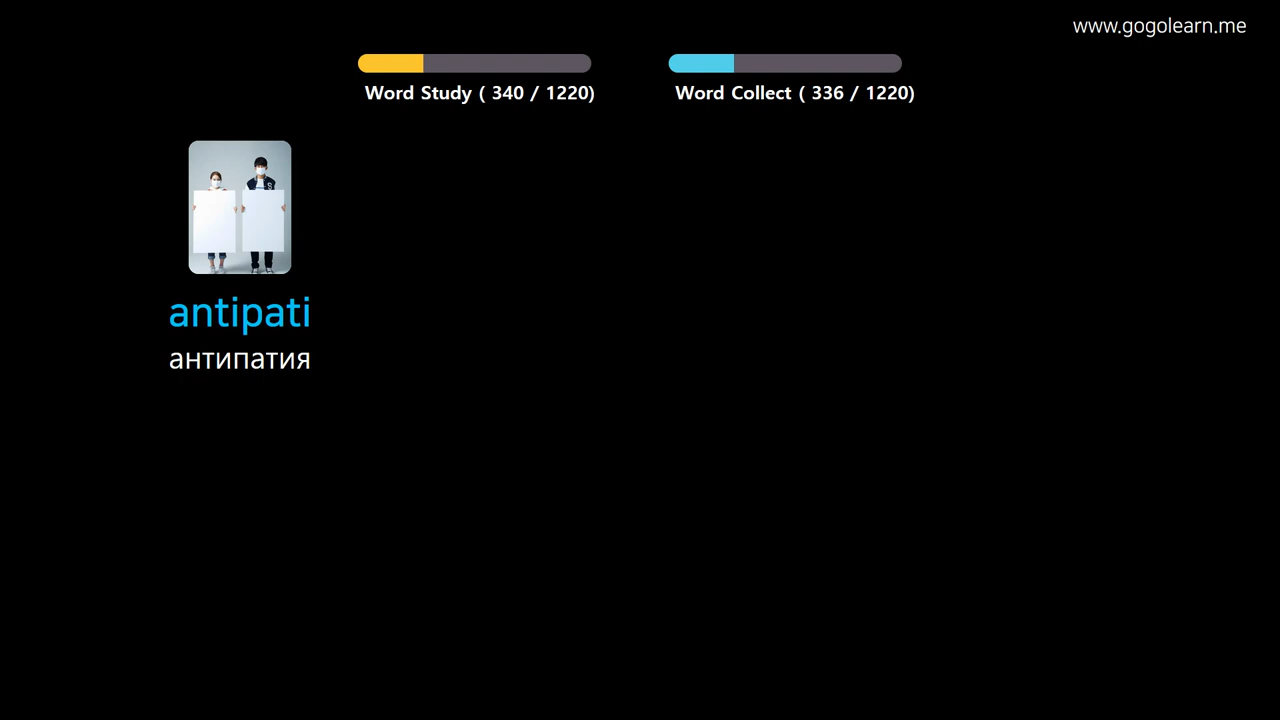 www.gogolearn.me
Word Study ( 340 / 1220)
Word Collect ( 336 / 1220)
antipati
антипатия